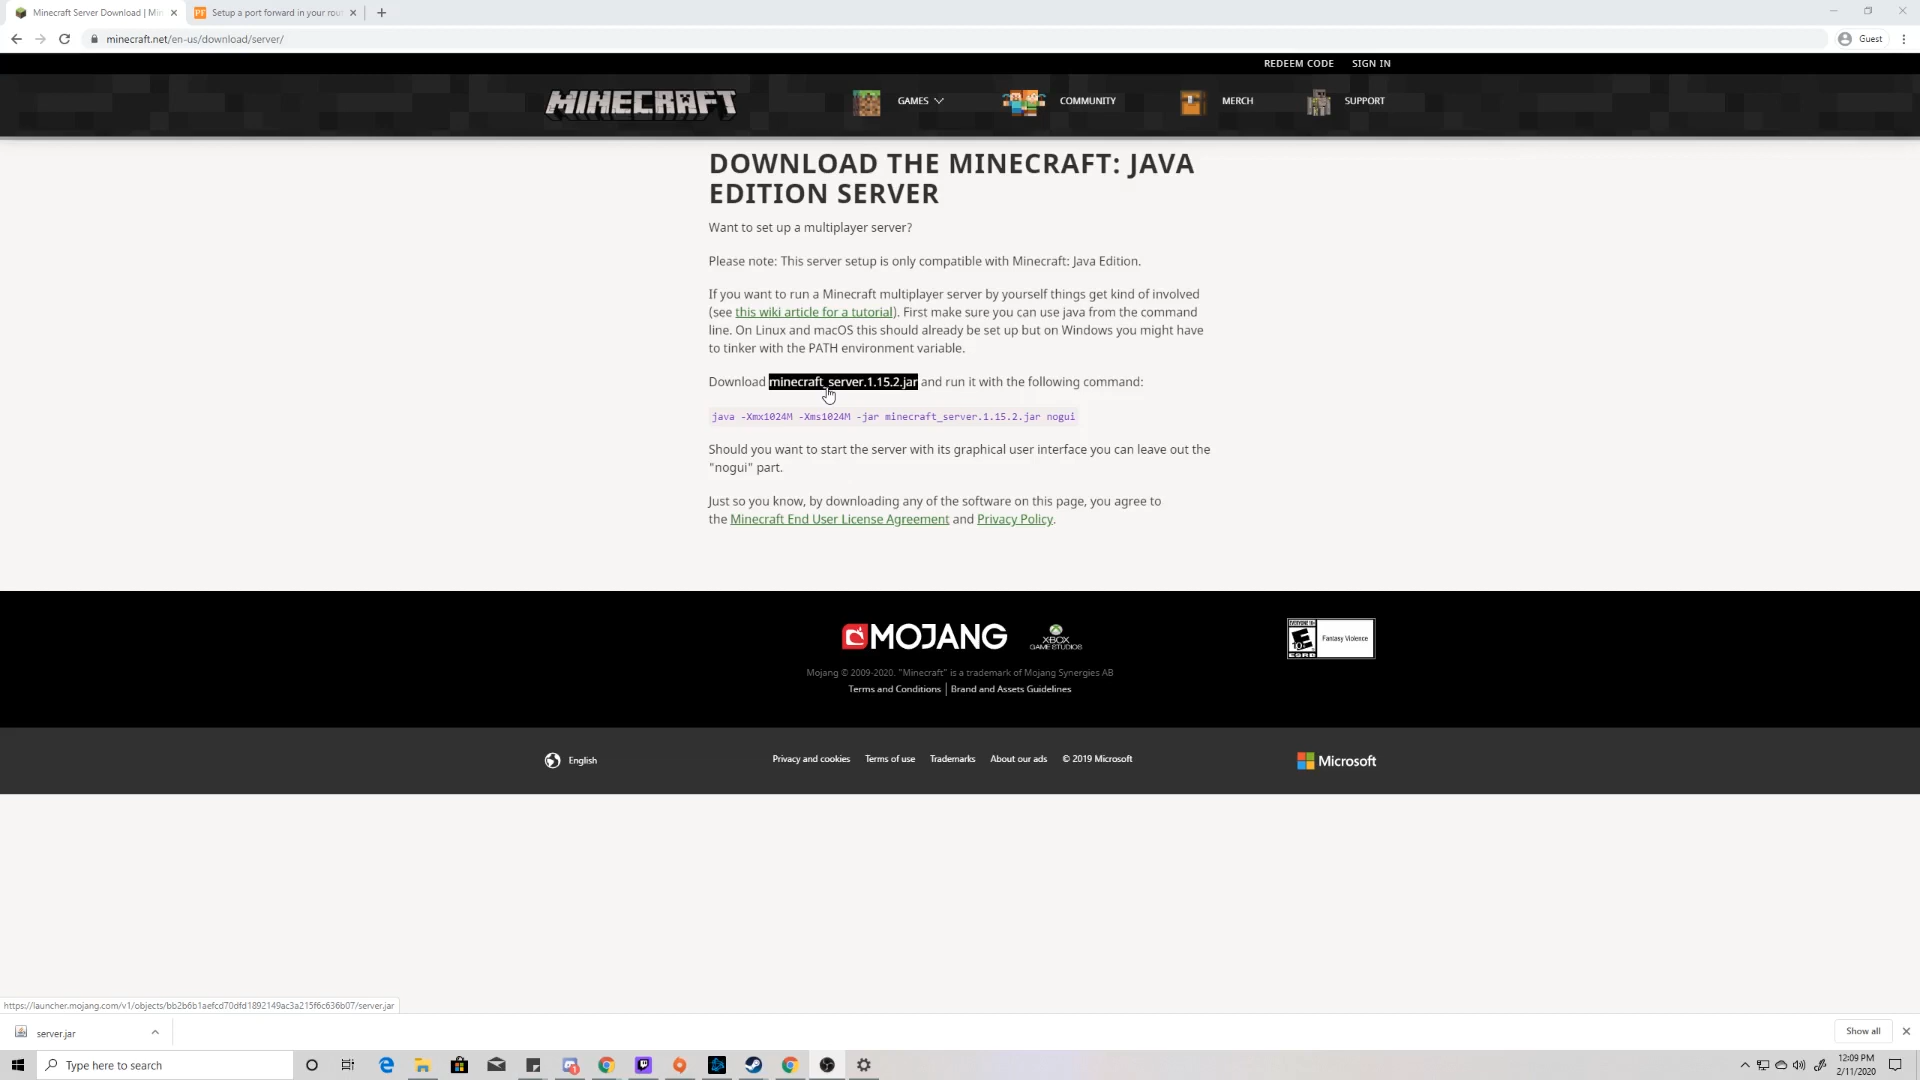 Minecraft Server Download | Min
Setup a port forward in your rout
minecraft.net/en-us/download/server/
Guest
REDEEM CODE SIGN IN
MINECRAFT
GAMES COMMUNITY MERCH SUPPORT
DOWNLOAD THE MINECRAFT: JAVA
EDITION SERVER
Want to set up a multiplayer server?
Please note: This server setup is only compatible with Minecraft: Java Edition.
If you want to run a Minecraft multiplayer server by yourself things get kind of involved
(see this wiki article for a tutorial). First make sure you can use java from the command
line. On Linux and macOS this should already be set up but on Windows you might have
to tinker with the PATH environment variable.
Download minecraft_server.1.15.2.jar and run it with the following command:
java -Xmx1024M -Xms1024M -jar minecraft_server.1.15.2.jar nogui
Should you want to start the server with its graphical user interface you can leave out the
"nogui" part.
Just so you know, by downloading any of the software on this page, you agree to
the Minecraft End User License Agreement and Privacy Policy.
MOJANG
XBOX
GAME STUDIOS
EVERYONE 10+
E
10+
ESRB
Fantasy Violence
Mojang © 2009-2020. "Minecraft" is a trademark of Mojang Synergies AB
Terms and Conditions | Brand and Assets Guidelines
English
Privacy and cookies Terms of use Trademarks About our ads © 2019 Microsoft
Microsoft
https://launcher.mojang.com/v1/objects/bb2b6b1aefcd70dfd1892149ac3a215f6c636b07/server.jar
server.jar
Show all
Type here to search
12:09 PM
2/11/2020